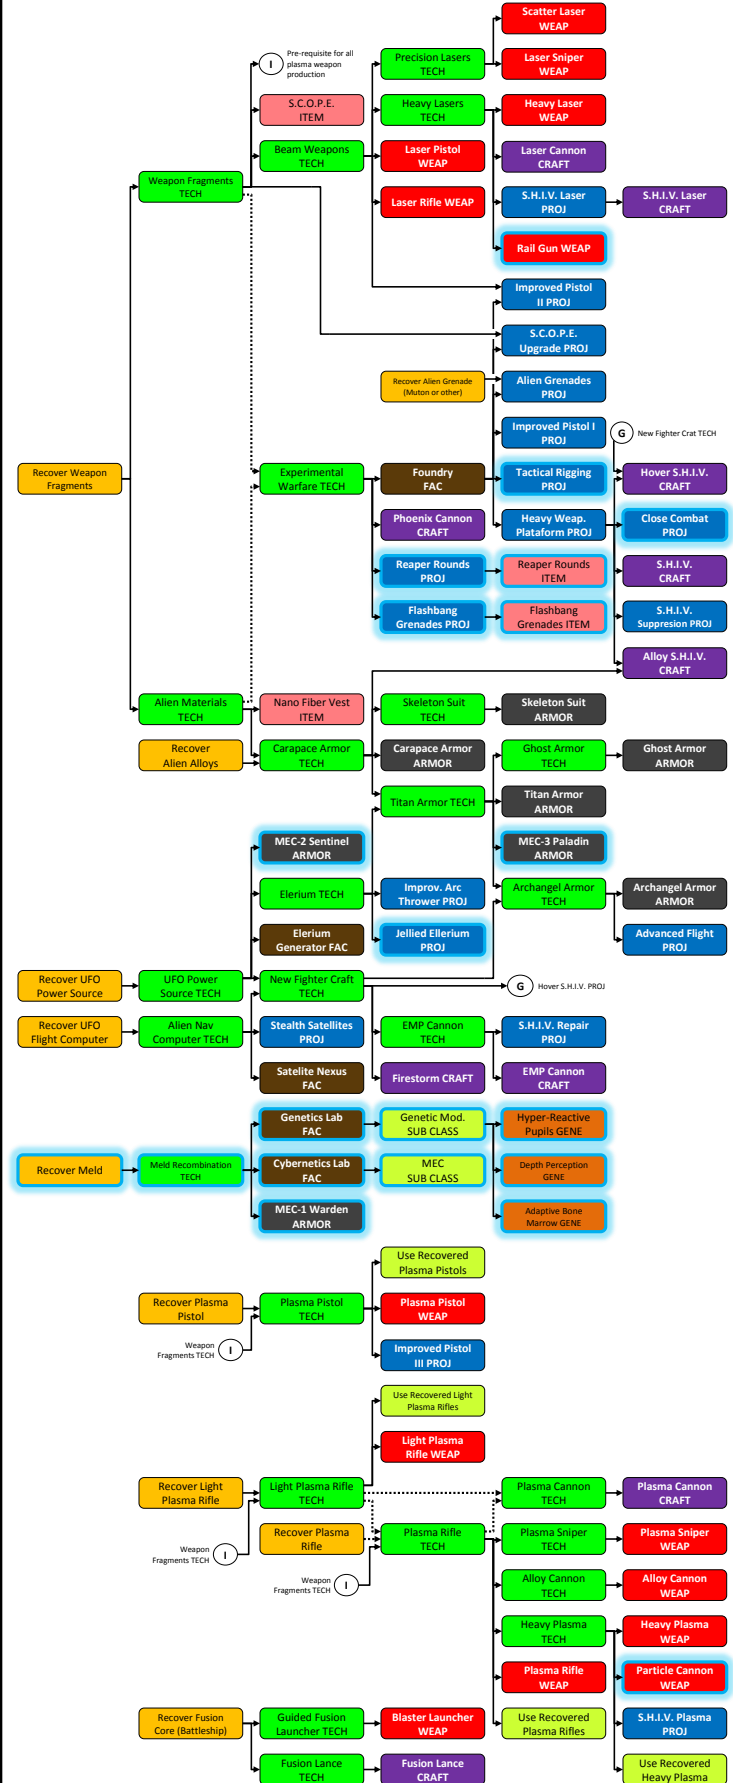 Scatter Laser
WEAP
Pre-requisite for all
plasma weapon
production
I
Precision Lasers
TECH
Laser Sniper
WEAP
S.C.O.P.E.
ITEM
Heavy Lasers
TECH
Heavy Laser
WEAP
Beam Weapons
TECH
Laser Pistol
WEAP
Laser Cannon
CRAFT
Weapon Fragments
TECH
Laser Rifle WEAP
S.H.I.V. Laser
PROJ
S.H.I.V. Laser
CRAFT
Rail Gun WEAP
Improved Pistol
II PROJ
S.C.O.P.E.
Upgrade PROJ
Recover Alien Grenade
(Muton or other)
Alien Grenades
PROJ
Improved Pistol I
PROJ
G
New Fighter Crat TECH
Recover Weapon
Fragments
Experimental
Warfare TECH
Foundry
FAC
Tactical Rigging
PROJ
Hover S.H.I.V.
CRAFT
Phoenix Cannon
CRAFT
Heavy Weap.
Plataform PROJ
Close Combat
PROJ
Reaper Rounds
PROJ
Reaper Rounds
ITEM
S.H.I.V.
CRAFT
Flashbang
Grenades PROJ
Flashbang
Grenades ITEM
S.H.I.V.
Suppresion PROJ
Alloy S.H.I.V.
CRAFT
Alien Materials
TECH
Nano Fiber Vest
ITEM
Skeleton Suit
TECH
Skeleton Suit
ARMOR
Recover
Alien Alloys
Carapace Armor
TECH
Carapace Armor
ARMOR
Ghost Armor
TECH
Ghost Armor
ARMOR
Titan Armor TECH
Titan Armor
ARMOR
MEC-2 Sentinel
ARMOR
MEC-3 Paladin
ARMOR
Elerium TECH
Improv. Arc
Thrower PROJ
Archangel Armor
TECH
Archangel Armor
ARMOR
Elerium
Generator FAC
Jellied Ellerium
PROJ
Advanced Flight
PROJ
Recover UFO
Power Source
UFO Power
Source TECH
New Fighter Craft
TECH
G
Hover S.H.I.V. PROJ
Recover UFO
Flight Computer
Alien Nav
Computer TECH
Stealth Satellites
PROJ
EMP Cannon
TECH
S.H.I.V. Repair
PROJ
Satelite Nexus
FAC
Firestorm CRAFT
EMP Cannon
CRAFT
Genetics Lab
FAC
Genetic Mod.
SUB CLASS
Hyper-Reactive
Pupils GENE
Recover Meld
Meld Recombination
TECH
Cybernetics Lab
FAC
MEC
SUB CLASS
Depth Perception
GENE
MEC-1 Warden
ARMOR
Adaptive Bone
Marrow GENE
Use Recovered
Plasma Pistols
Recover Plasma
Pistol
Plasma Pistol
TECH
Plasma Pistol
WEAP
Weapon
Fragments TECH
I
Improved Pistol
III PROJ
Use Recovered Light
Plasma Rifles
Light Plasma
Rifle WEAP
Recover Light
Plasma Rifle
Light Plasma Rifle
TECH
Plasma Cannon
TECH
Plasma Cannon
CRAFT
Recover Plasma
Rifle
Plasma Rifle
TECH
Plasma Sniper
TECH
Plasma Sniper
WEAP
Weapon
Fragments TECH
I
Weapon
Fragments TECH
I
Alloy Cannon
TECH
Alloy Cannon
WEAP
Heavy Plasma
TECH
Heavy Plasma
WEAP
Plasma Rifle
WEAP
Particle Cannon
WEAP
Recover Fusion
Core (Battleship)
Guided Fusion
Launcher TECH
Blaster Launcher
WEAP
Use Recovered
Plasma Rifles
S.H.I.V. Plasma
PROJ
Fusion Lance
TECH
Fusion Lance
CRAFT
Use Recovered
Heavy Plasma